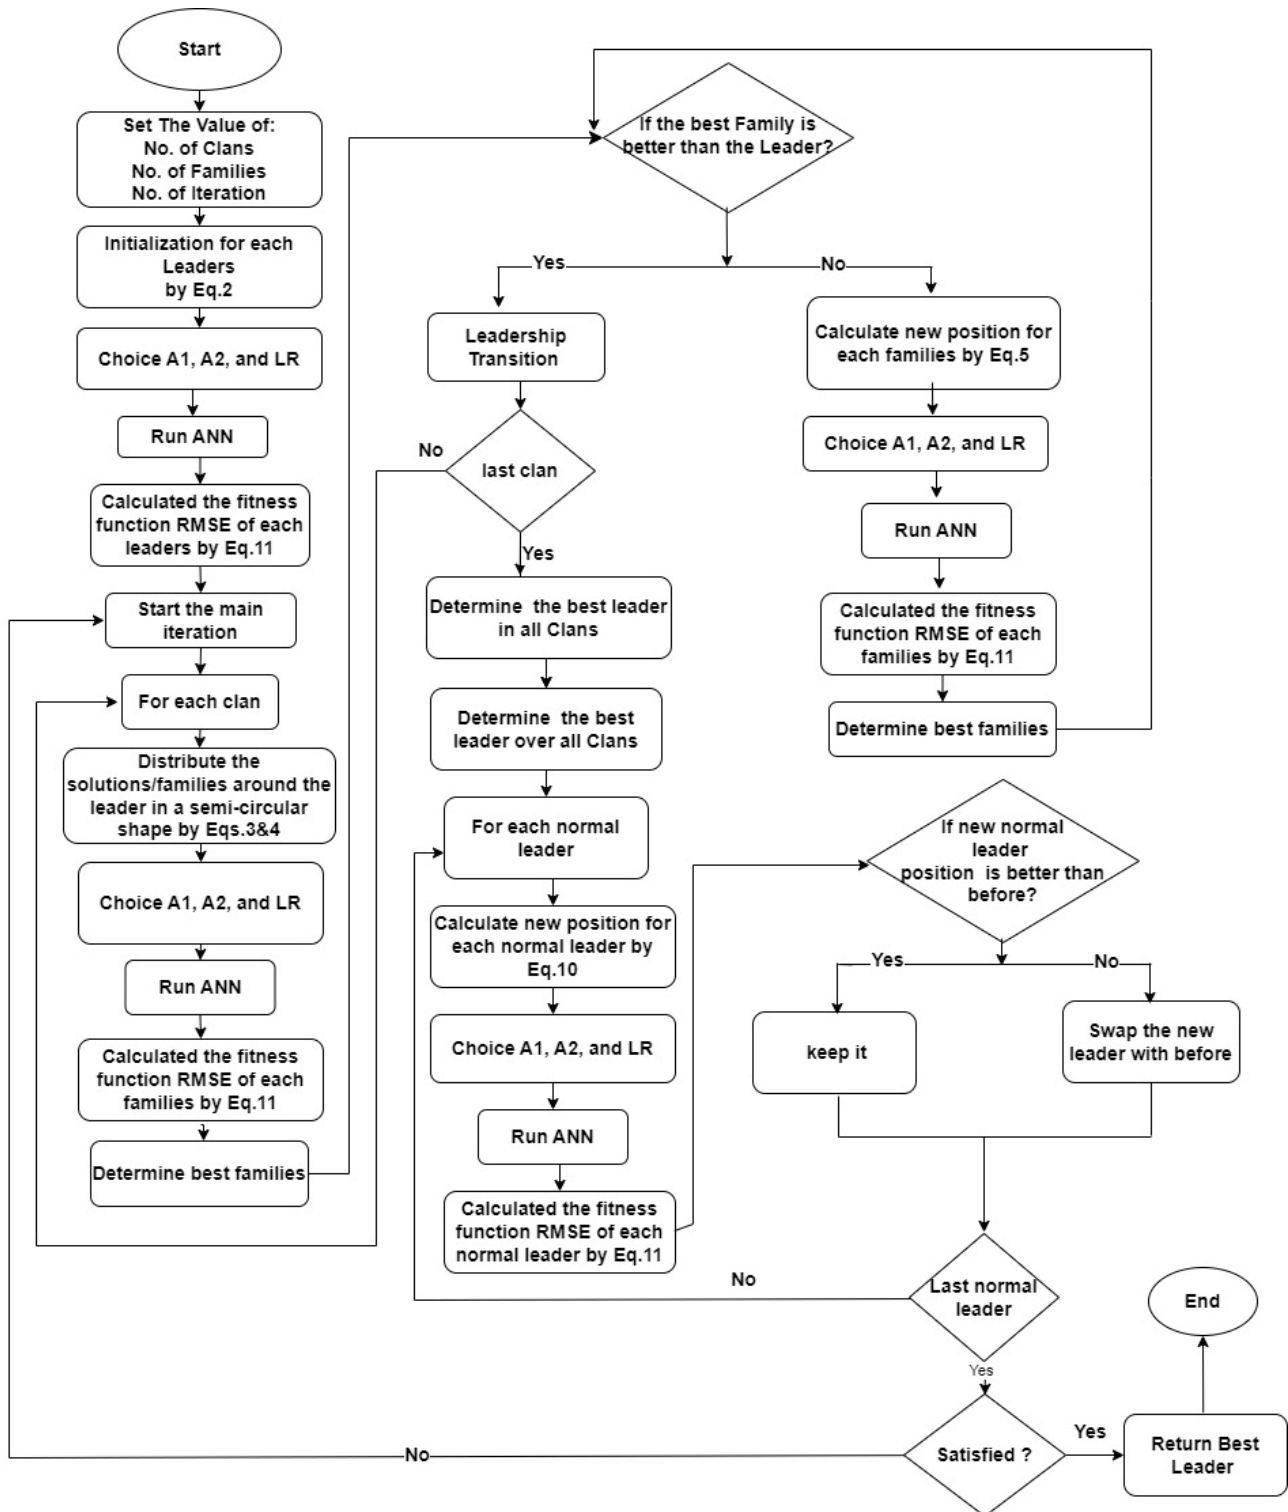 Start
Set The Value of:
No. of Clans
No. of Families
No. of Iteration
Initialization for each
Leaders
by Eq.2
Choice A1, A2, and LR
Run ANN
Calculated the fitness
function RMSE of each
leaders by Eq.11
Start the main
iteration
For each clan
Distribute the
solutions/families around the
leader in a semi-circular
shape by Eqs.3&4
Choice A1, A2, and LR
Run ANN
Calculated the fitness
function RMSE of each
families by Eq.11
Determine best families
If the best Family is
better than the Leader?
Yes
No
Leadership
Transition
last clan
No
Yes
Determine the best leader
in all Clans
Determine the best
leader over all Clans
For each normal
leader
Calculate new position for
each normal leader by
Eq.10
Choice A1, A2, and LR
Run ANN
Calculated the fitness
function RMSE of each
normal leader by Eq.11
Calculate new position for
each families by Eq.5
Choice A1, A2, and LR
Run ANN
Calculated the fitness
function RMSE of each
families by Eq.11
Determine best families
If new normal
leader
position is better than
before?
Yes
No
keep it
Swap the new
leader with before
Last normal
leader
No
Yes
Satisfied ?
No
Yes
Return Best
Leader
End